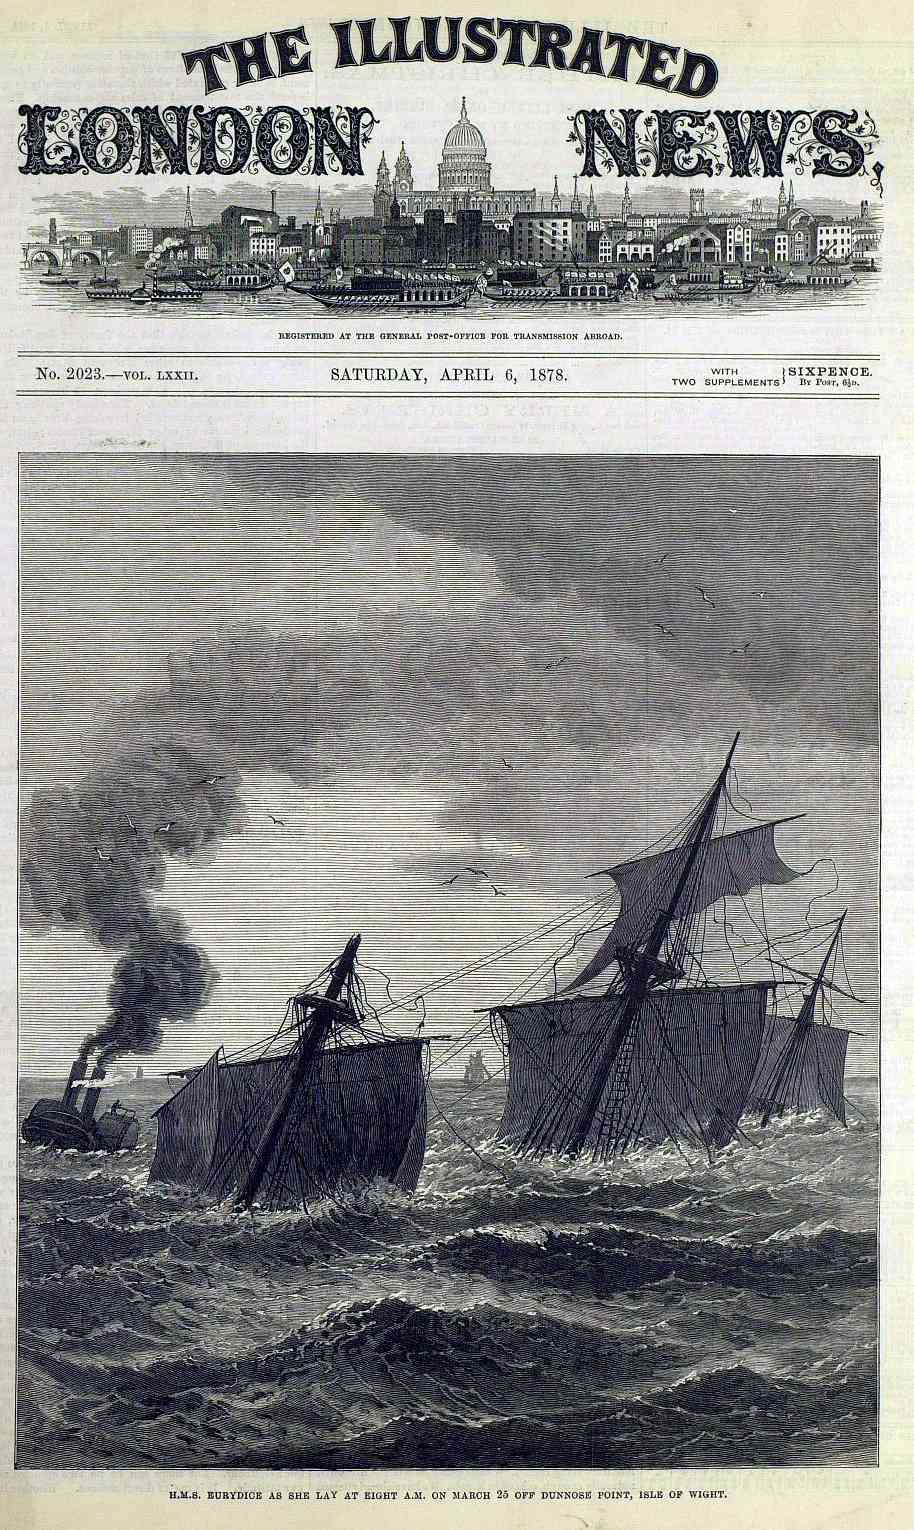 THE ILLUSTRATED
LONDON NEWS.
REGISTERED AT THE GENERAL POST-OFFICE FOR TRANSMISSION ABROAD.
No. 2023.—VOL. LXXII. SATURDAY, APRIL 6, 1878. WITH TWO SUPPLEMENTS } SIXPENCE. By Post, 6½D.
H.M.S. EURYDICE AS SHE LAY AT EIGHT A.M. ON MARCH 25 OFF DUNNOSE POINT, ISLE OF WIGHT.